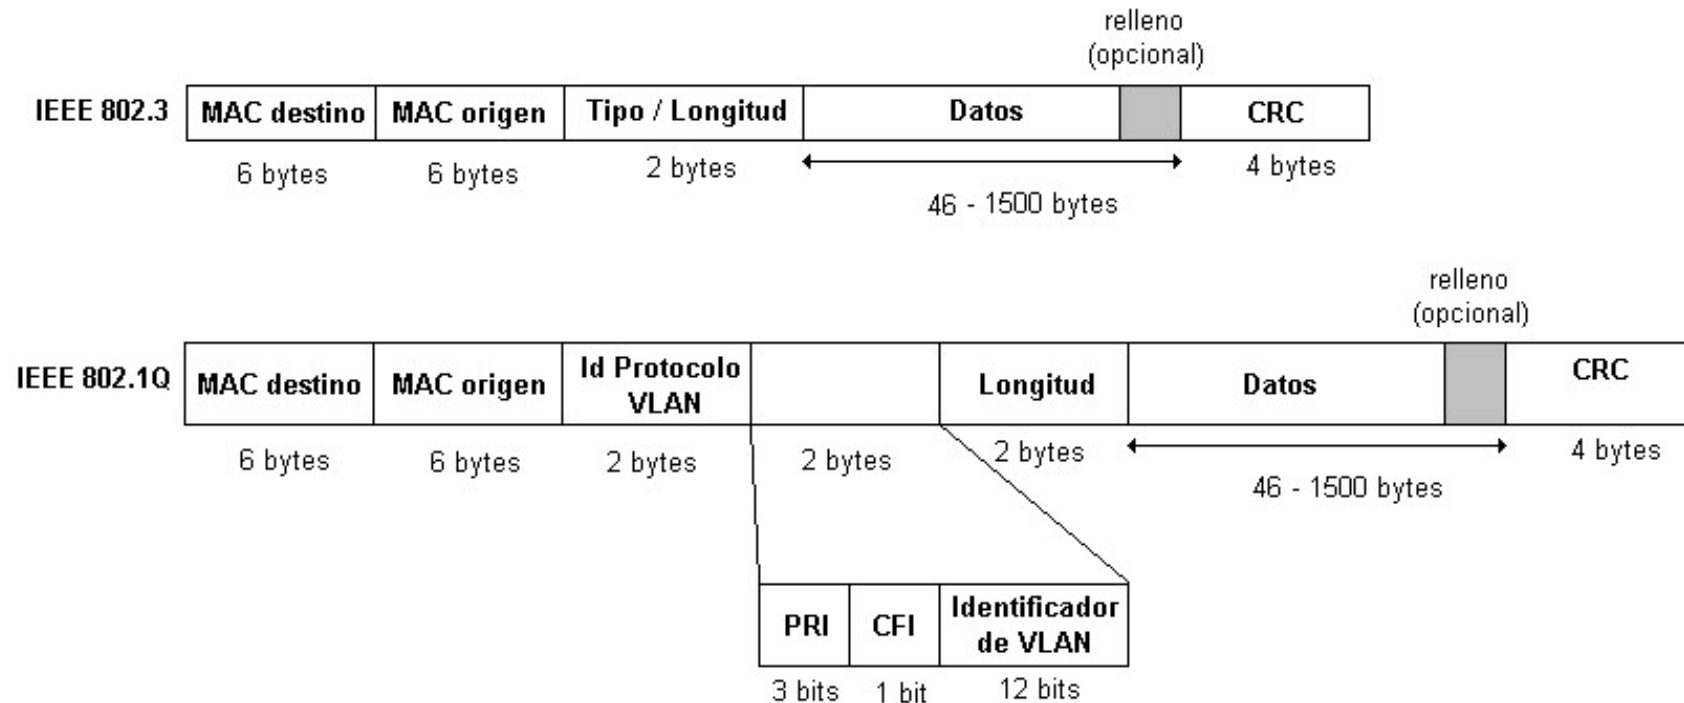 relleno
(opcional)
IEEE 802.3
MAC destino
MAC origen
Tipo / Longitud
Datos
CRC
6 bytes
6 bytes
2 bytes
4 bytes
46 - 1500 bytes
relleno
(opcional)
IEEE 802.1Q
MAC destino
MAC origen
Id Protocolo
VLAN
Longitud
Datos
CRC
6 bytes
6 bytes
2 bytes
2 bytes
2 bytes
4 bytes
46 - 1500 bytes
PRI
CFI
Identificador
de VLAN
3 bits
1 bit
12 bits